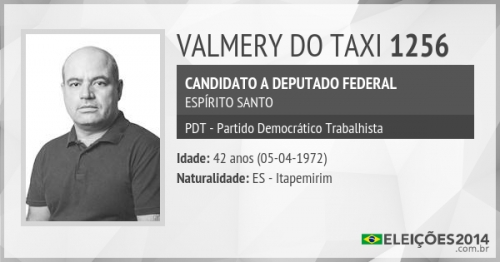 VALMERY DO TAXI 1256
CANDIDATO A DEPUTADO FEDERAL
ESPÍRITO SANTO
PDT - Partido Democrático Trabalhista
Idade: 42 anos (05-04-1972)
Naturalidade: ES - Itapemirim
ELEIÇÕES2014
.com.br